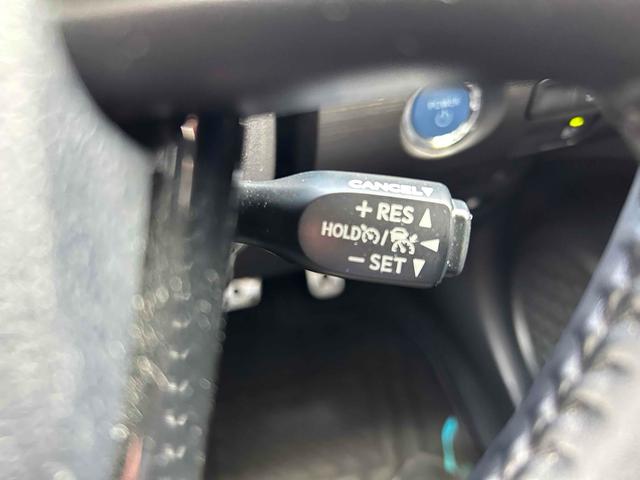 POWER
CANCEL
+ RES
HOLD /
− SET